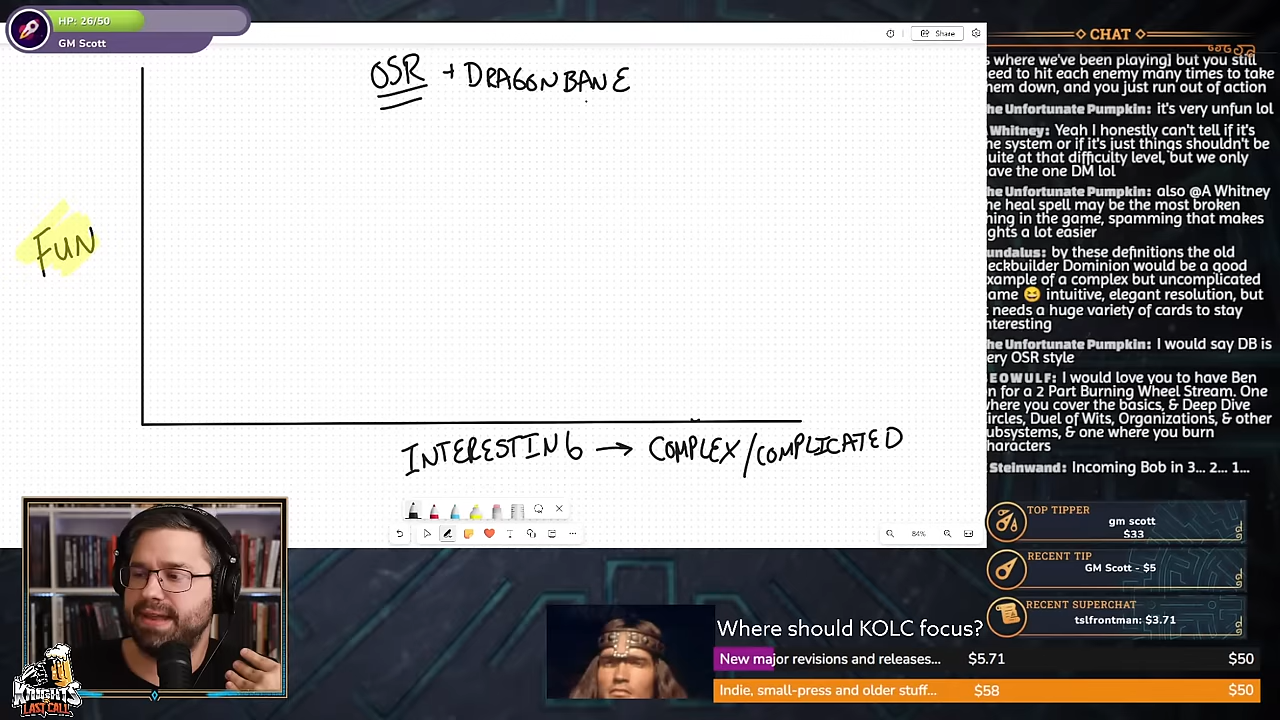 HP: 26/50
GM Scott
Share
OSR + DRAGONBANE
FUN
INTERESTING → COMPLEX/COMPLICATED
84%
CHAT
s where we've been playing] but you still
eed to hit each enemy many times to take
hem down, and you just run out of action
he Unfortunate Pumpkin: it's very unfun lol
Whitney: Yeah I honestly can't tell if it's
he system or if it's just things shouldn't be
uite at that difficulty level, but we only
ave the one DM lol
he Unfortunate Pumpkin: also @A Whitney
he heal spell may be the most broken
hing in the game, spamming that makes
ghts a lot easier
undalus: by these definitions the old
eckbuilder Dominion would be a good
xample of a complex but uncomplicated
ame 😆 intuitive, elegant resolution, but
needs a huge variety of cards to stay
nteresting
he Unfortunate Pumpkin: I would say DB is
ery OSR style
EOWULF: I would love you to have Ben
n for a 2 Part Burning Wheel Stream. One
here you cover the basics, & Deep Dive
ircles, Duel of Wits, Organizations, & other
ubsystems, & one where you burn
haracters
Steinwand: Incoming Bob in 3... 2... 1...
TOP TIPPER
gm scott
$33
RECENT TIP
GM Scott - $5
RECENT SUPERCHAT
tslfrontman: $3.71
Where should KOLC focus?
New major revisions and releases... $5.71 $50
Indie, small-press and older stuff... $58 $50
KNIGHTS
LAST CALL